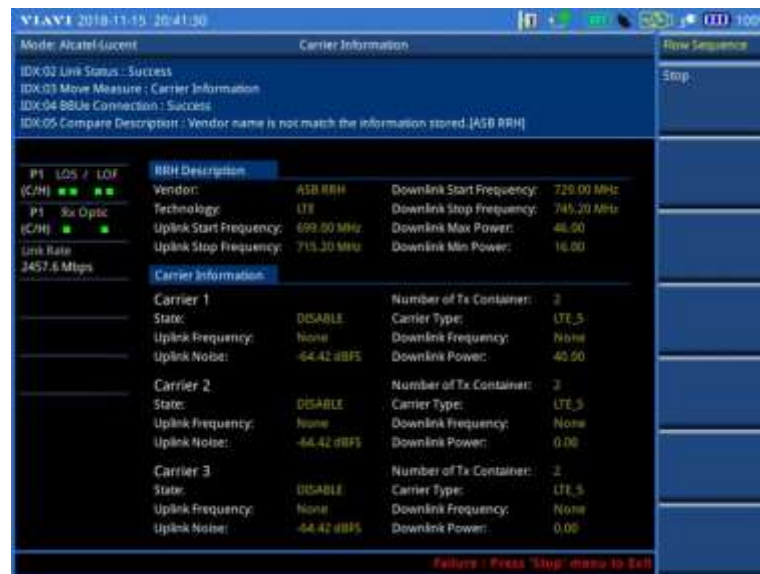 VIAVI 2018-11-15 20:41:30
100
Mode: Alcatel-Lucent
Carrier Information
Flow Sequence
IDX:02 Link Status : Success
IDX:03 Move Measure : Carrier Information
IDX:04 BBUe Connection : Success
IDX:05 Compare Description : Vendor name is not match the information stored.[ASB RRH]
Stop
P1 LOS / LOF
(C/H)
P1 Rx Optic
(C/H)
Link Rate
2457.6 Mbps
RRH Description
Vendor: ASB RRH Downlink Start Frequency: 729.00 MHz
Technology: LTE Downlink Stop Frequency: 745.20 MHz
Uplink Start Frequency: 699.00 MHz Downlink Max Power: 46.00
Uplink Stop Frequency: 715.20 MHz Downlink Min Power: 16.00
Carrier Information
Carrier 1 Number of Tx Container: 2
State: DISABLE Carrier Type: LTE_5
Uplink Frequency: None Downlink Frequency: None
Uplink Noise: -64.42 dBFS Downlink Power: 40.00
Carrier 2 Number of Tx Container: 2
State: DISABLE Carrier Type: LTE_5
Uplink Frequency: None Downlink Frequency: None
Uplink Noise: -64.42 dBFS Downlink Power: 0.00
Carrier 3 Number of Tx Container: 2
State: DISABLE Carrier Type: LTE_5
Uplink Frequency: None Downlink Frequency: None
Uplink Noise: -64.42 dBFS Downlink Power: 0.00
Failure : Press 'Stop' menu to Exit